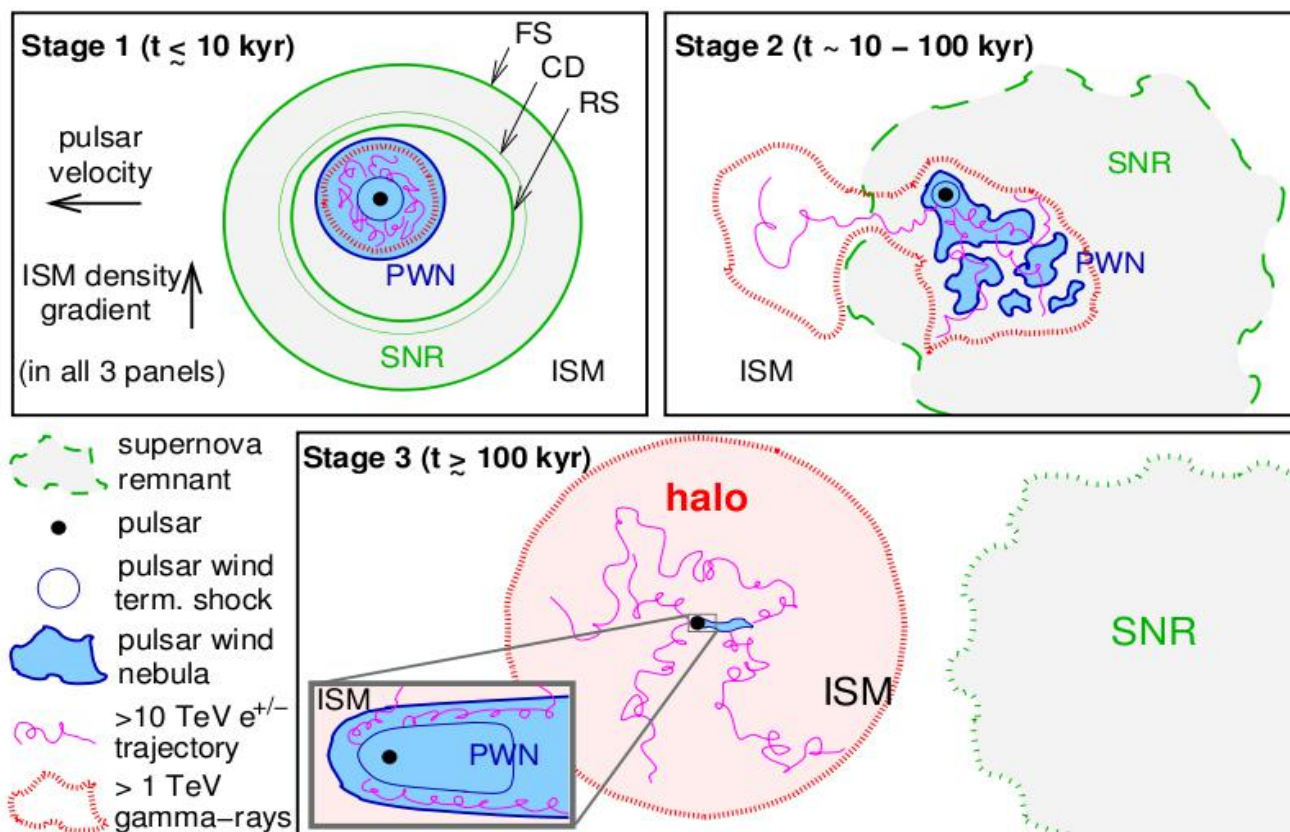 Stage 1 (t ≲ 10 kyr)
FS
CD
RS
pulsar
velocity
ISM density
gradient
(in all 3 panels)
PWN
SNR
ISM
Stage 2 (t ~ 10 – 100 kyr)
SNR
PWN
ISM
supernova
remnant
pulsar
pulsar wind
term. shock
pulsar wind
nebula
>10 TeV e+/−
trajectory
> 1 TeV
gamma−rays
Stage 3 (t ≳ 100 kyr)
halo
ISM
SNR
ISM
PWN